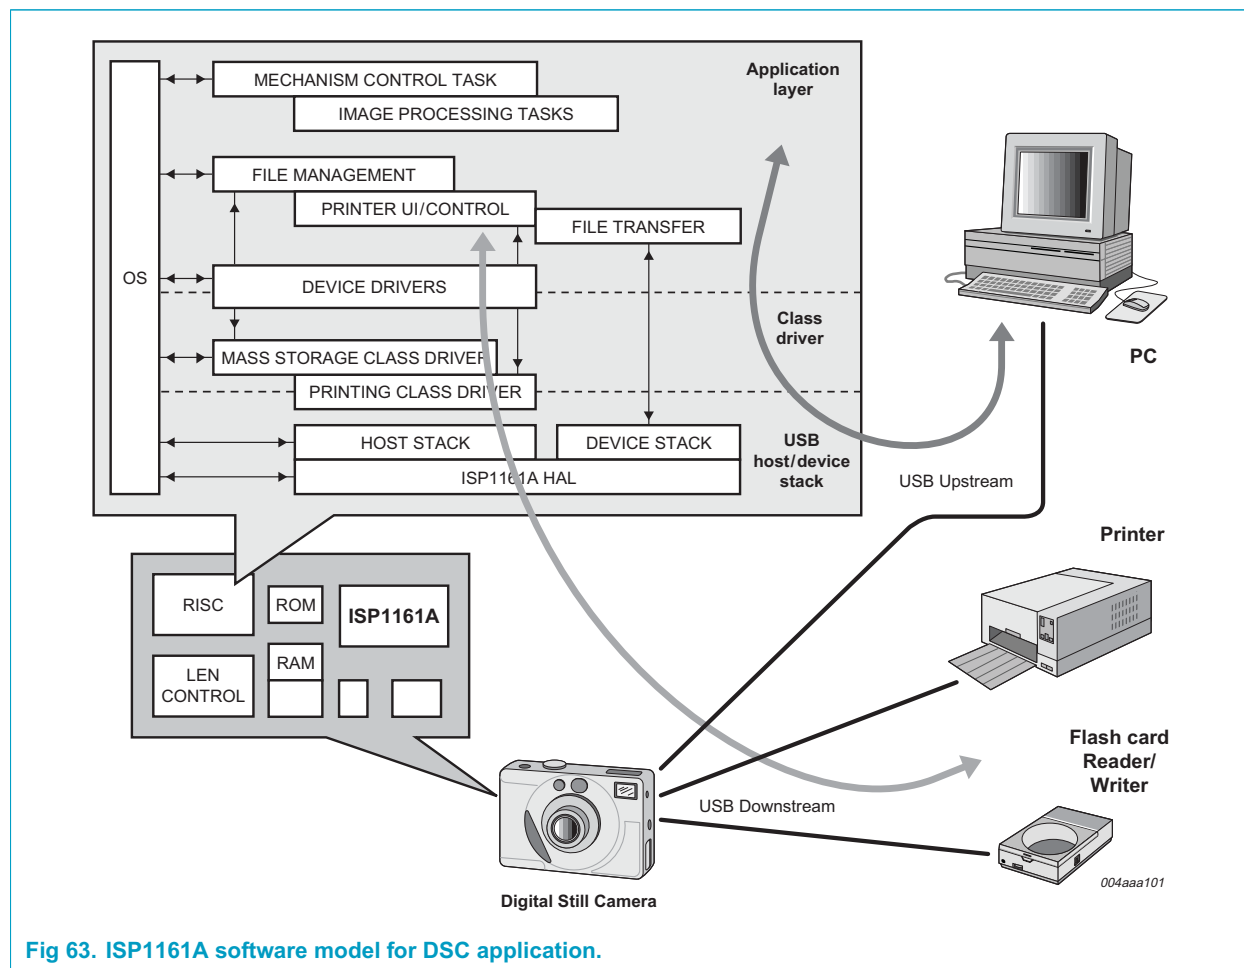 MECHANISM CONTROL TASK
IMAGE PROCESSING TASKS
Application
layer
FILE MANAGEMENT
PRINTER UI/CONTROL
FILE TRANSFER
OS
DEVICE DRIVERS
Class
driver
MASS STORAGE CLASS DRIVER
PRINTING CLASS DRIVER
HOST STACK
DEVICE STACK
USB
host/device
stack
ISP1161A HAL
PC
USB Upstream
RISC
ROM
ISP1161A
LEN
CONTROL
RAM
Printer
Flash card
Reader/
Writer
USB Downstream
Digital Still Camera
004aaa101
Fig 63. ISP1161A software model for DSC application.